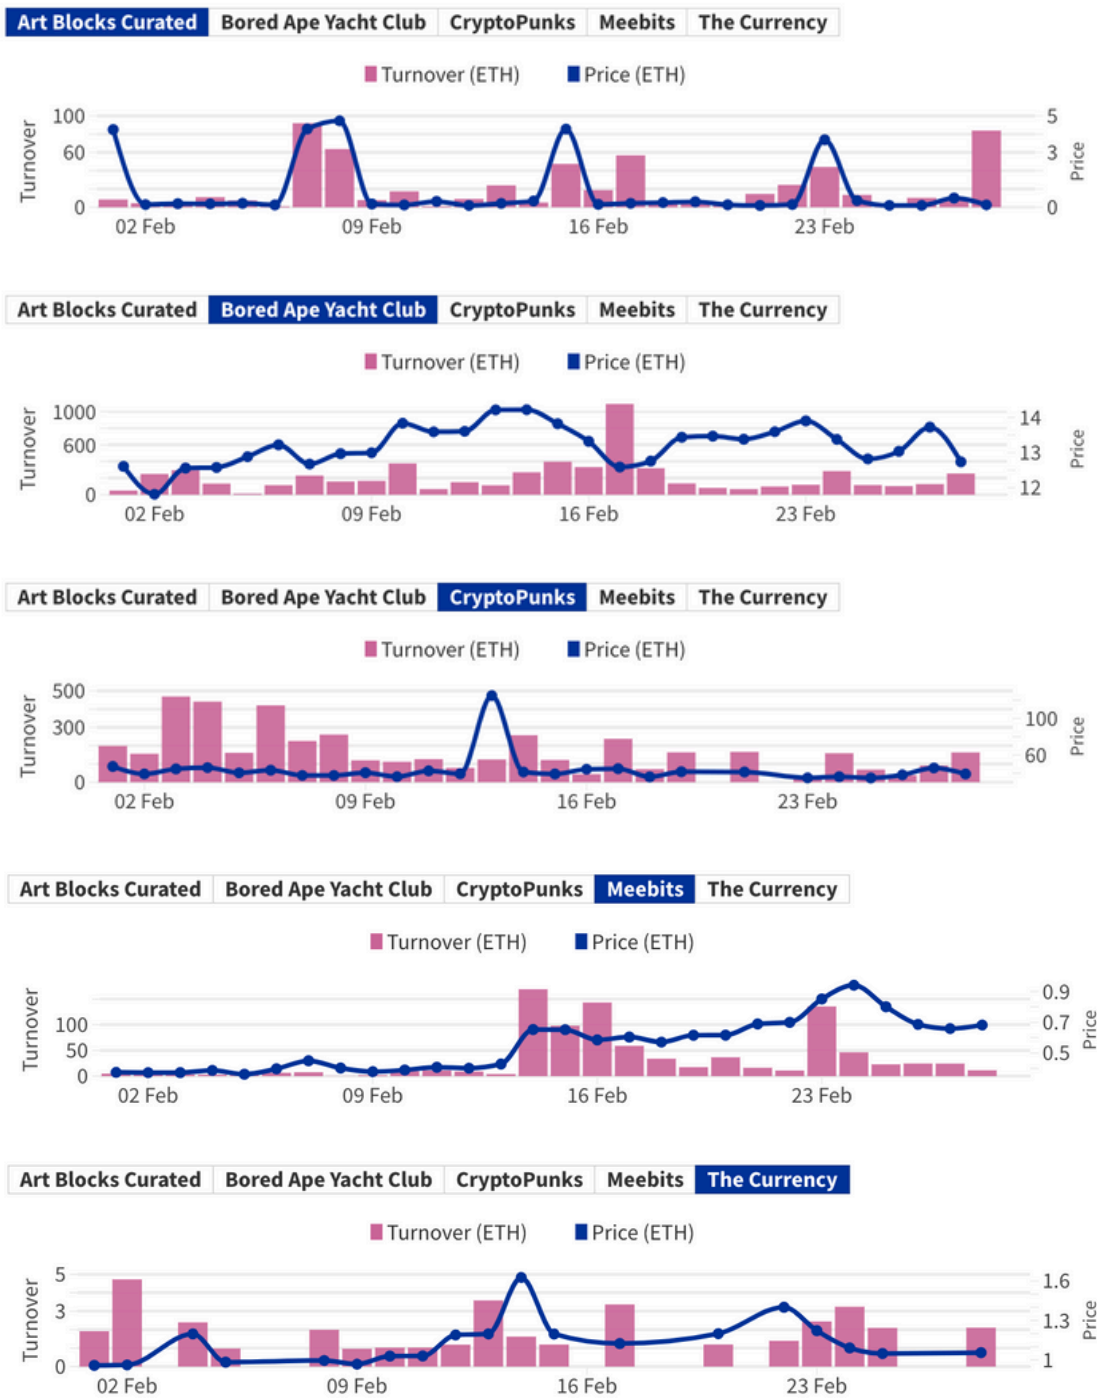 Art Blocks Curated Bored Ape Yacht Club CryptoPunks Meebits The Currency
Turnover (ETH) Price (ETH)
Turnover
100
60
0
5
3
0
Price
02 Feb 09 Feb 16 Feb 23 Feb
Art Blocks Curated Bored Ape Yacht Club CryptoPunks Meebits The Currency
Turnover (ETH) Price (ETH)
Turnover
1000
600
0
14
13
12
Price
02 Feb 09 Feb 16 Feb 23 Feb
Art Blocks Curated Bored Ape Yacht Club CryptoPunks Meebits The Currency
Turnover (ETH) Price (ETH)
Turnover
500
300
0
100
60
Price
02 Feb 09 Feb 16 Feb 23 Feb
Art Blocks Curated Bored Ape Yacht Club CryptoPunks Meebits The Currency
Turnover (ETH) Price (ETH)
Turnover
100
50
0
0.9
0.7
0.5
Price
02 Feb 09 Feb 16 Feb 23 Feb
Art Blocks Curated Bored Ape Yacht Club CryptoPunks Meebits The Currency
Turnover (ETH) Price (ETH)
Turnover
5
3
0
1.6
1.3
1
Price
02 Feb 09 Feb 16 Feb 23 Feb